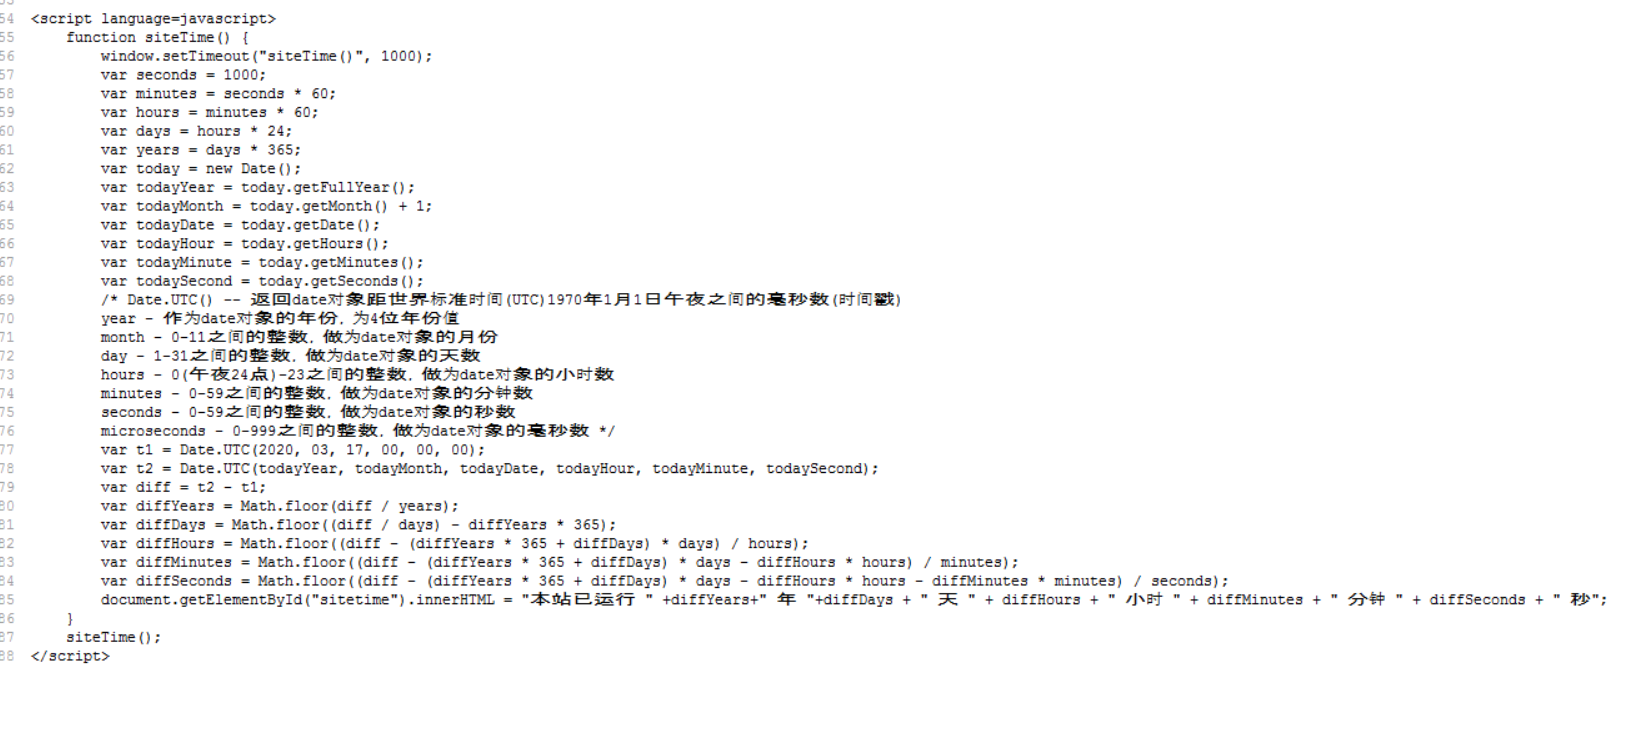 54 <script language=javascript>
55 function siteTime() {
56 window.setTimeout("siteTime()", 1000);
57 var seconds = 1000;
58 var minutes = seconds * 60;
59 var hours = minutes * 60;
60 var days = hours * 24;
61 var years = days * 365;
62 var today = new Date();
63 var todayYear = today.getFullYear();
64 var todayMonth = today.getMonth() + 1;
65 var todayDate = today.getDate();
66 var todayHour = today.getHours();
67 var todayMinute = today.getMinutes();
68 var todaySecond = today.getSeconds();
69 /* Date.UTC() -- 返回date对象距世界标准时间(UTC)1970年1月1日午夜之间的毫秒数(时间戳)
70 year - 作为date对象的年份，为4位年份值
71 month - 0-11之间的整数，做为date对象的月份
72 day - 1-31之间的整数，做为date对象的天数
73 hours - 0(午夜24点)-23之间的整数，做为date对象的小时数
74 minutes - 0-59之间的整数，做为date对象的分钟数
75 seconds - 0-59之间的整数，做为date对象的秒数
76 microseconds - 0-999之间的整数，做为date对象的毫秒数 */
77 var t1 = Date.UTC(2020, 03, 17, 00, 00, 00);
78 var t2 = Date.UTC(todayYear, todayMonth, todayDate, todayHour, todayMinute, todaySecond);
79 var diff = t2 - t1;
80 var diffYears = Math.floor(diff / years);
81 var diffDays = Math.floor((diff / days) - diffYears * 365);
82 var diffHours = Math.floor((diff - (diffYears * 365 + diffDays) * days) / hours);
83 var diffMinutes = Math.floor((diff - (diffYears * 365 + diffDays) * days - diffHours * hours) / minutes);
84 var diffSeconds = Math.floor((diff - (diffYears * 365 + diffDays) * days - diffHours * hours - diffMinutes * minutes) / seconds);
85 document.getElementById("sitetime").innerHTML = "本站已运行 " +diffYears+" 年 "+diffDays + " 天 " + diffHours + " 小时 " + diffMinutes + " 分钟 " + diffSeconds + " 秒";
86 }
87 siteTime();
88 </script>